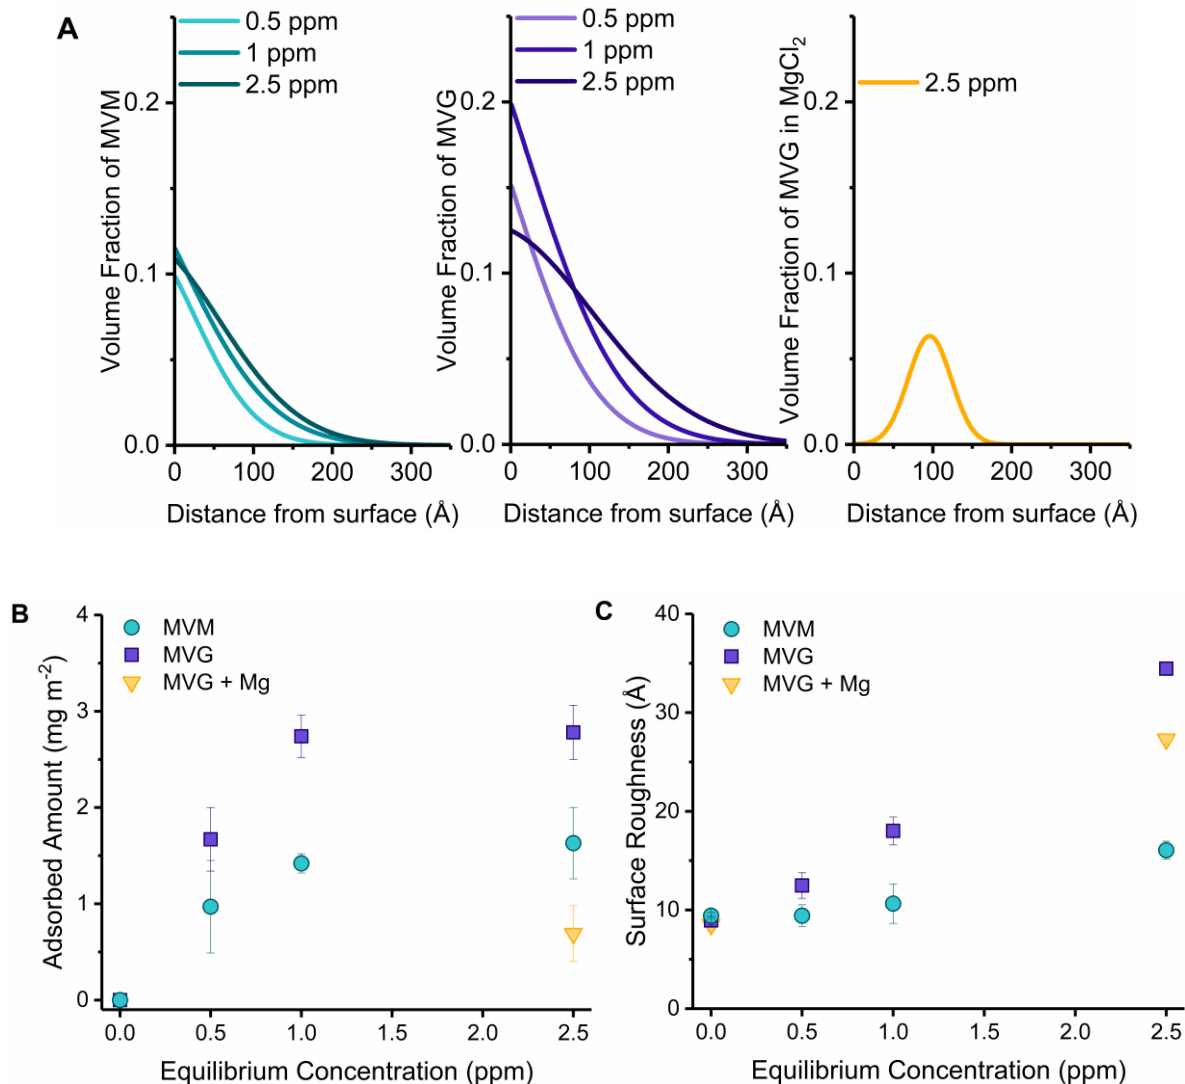 A
0.5 ppm
1 ppm
2.5 ppm
Volume Fraction of MVM
0.2
0.1
0.0
0 100 200 300
Distance from surface (Å)
0.5 ppm
1 ppm
2.5 ppm
Volume Fraction of MVG
0.2
0.1
0.0
0 100 200 300
Distance from surface (Å)
2.5 ppm
Volume Fraction of MVG in MgCl₂
0.2
0.1
0.0
0 100 200 300
Distance from surface (Å)
B
MVM
MVG
MVG + Mg
Adsorbed Amount (mg m⁻²)
4
3
2
1
0
0.0 0.5 1.0 1.5 2.0 2.5
Equilibrium Concentration (ppm)
C
MVM
MVG
MVG + Mg
Surface Roughness (Å)
40
30
20
10
0
0.0 0.5 1.0 1.5 2.0 2.5
Equilibrium Concentration (ppm)